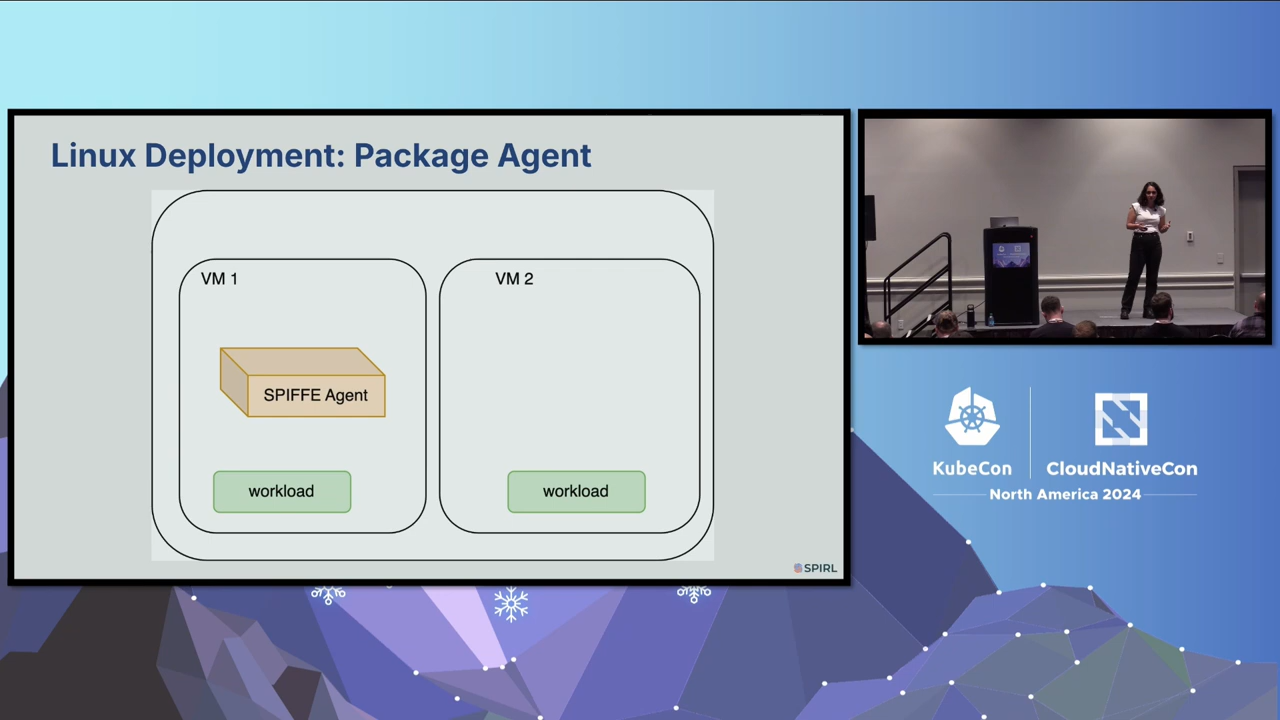 Linux Deployment: Package Agent
VM 1
VM 2
SPIFFE Agent
workload
workload
SPIRL
KubeCon
CloudNativeCon
North America 2024